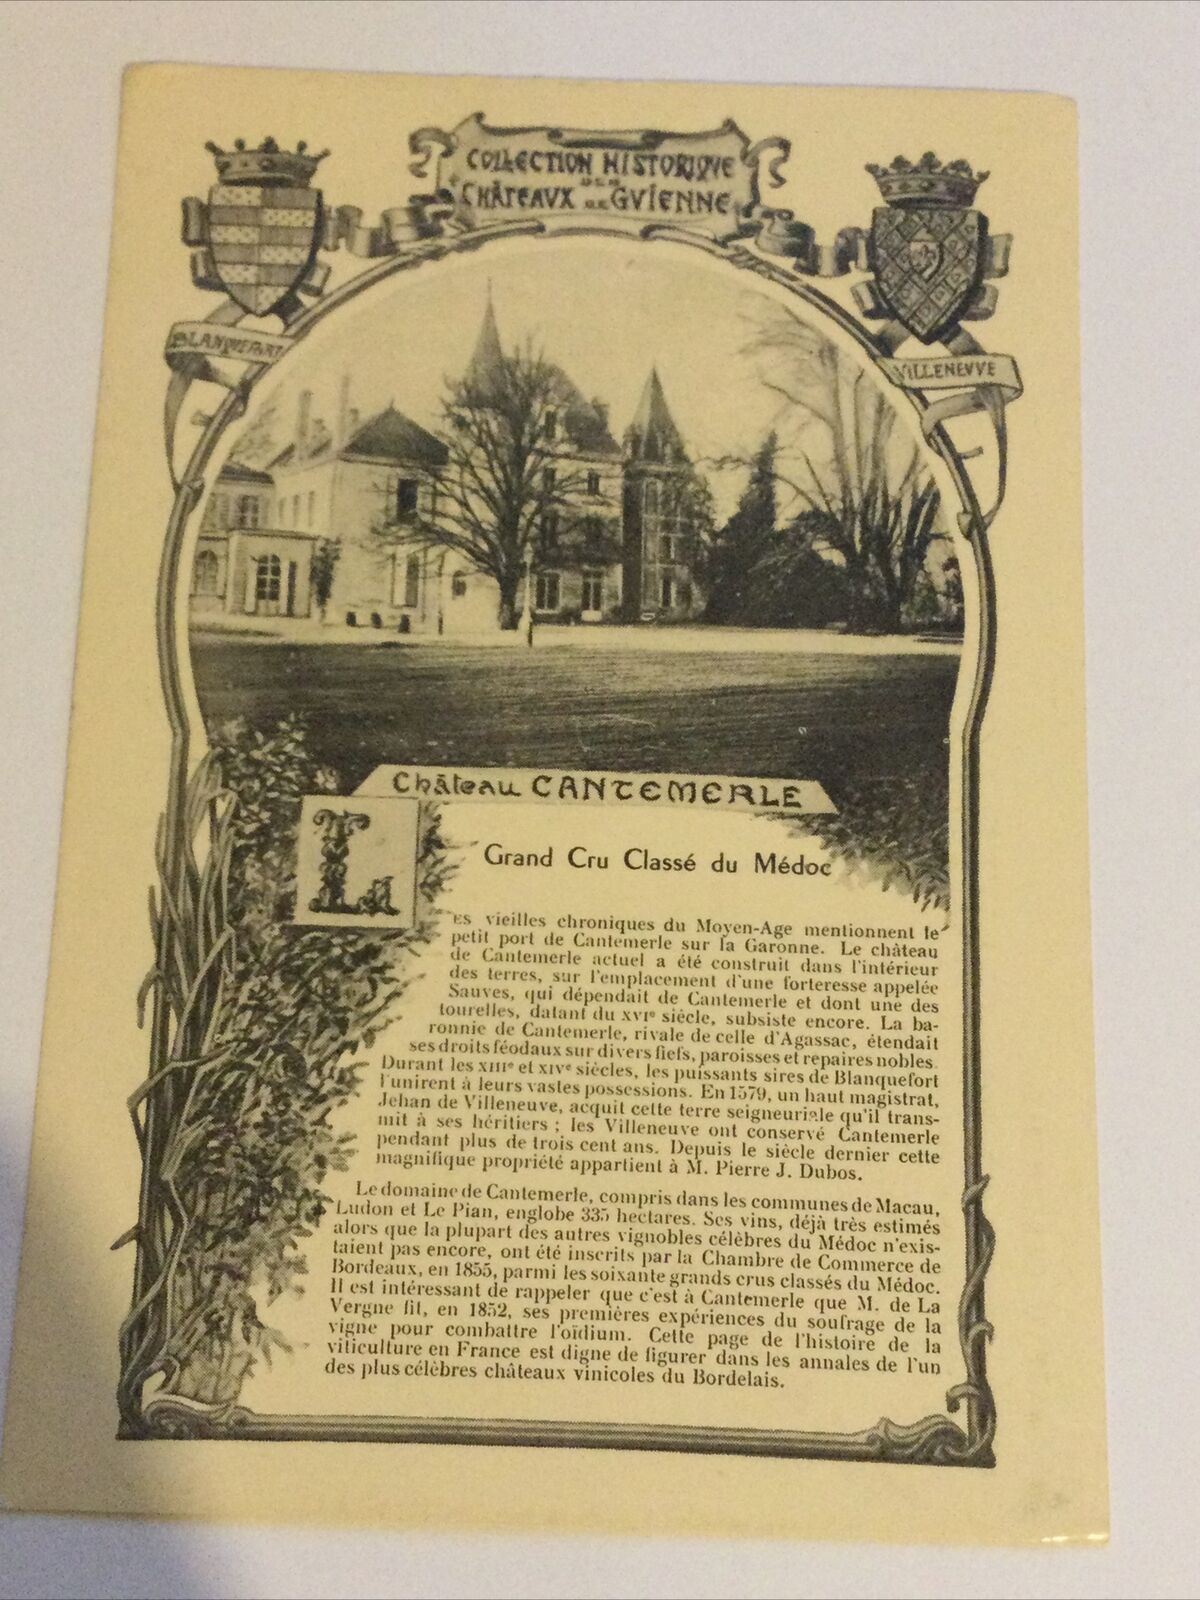 COLLECTION HISTORIQVE
DES
CHÂTEAVX DE GVIENNE
BLANQVEFORT
VILLENEVVE
Château CANTEMERLE
Grand Cru Classé du Médoc
LES vieilles chroniques du Moyen-Age mentionnent le
petit port de Cantemerle sur la Garonne. Le château
de Cantemerle actuel a été construit dans l'intérieur
des terres, sur l'emplacement d'une forteresse appelée
Sauves, qui dépendait de Cantemerle et dont une des
tourelles, datant du XVIe siècle, subsiste encore. La ba-
ronnie de Cantemerle, rivale de celle d'Agassac, étendait
ses droits féodaux sur divers fiefs, paroisses et repaires nobles.
Durant les XIIIe et XIVe siècles, les puissants sires de Blanquefort
l'unirent à leurs vastes possessions. En 1579, un haut magistrat,
Jehan de Villeneuve, acquit cette terre seigneuriale qu'il trans-
mit à ses héritiers ; les Villeneuve ont conservé Cantemerle
pendant plus de trois cent ans. Depuis le siècle dernier cette
magnifique propriété appartient à M. Pierre J. Dubos.
Le domaine de Cantemerle, compris dans les communes de Macau,
Ludon et Le Pian, englobe 335 hectares. Ses vins, déjà très estimés
alors que la plupart des autres vignobles célèbres du Médoc n'exis-
taient pas encore, ont été inscrits par la Chambre de Commerce de
Bordeaux, en 1855, parmi les soixante grands crus classés du Médoc.
Il est intéressant de rappeler que c'est à Cantemerle que M. de La
Vergne fit, en 1852, ses premières expériences du soufrage de la
vigne pour combattre l'oïdium. Cette page de l'histoire de la
viticulture en France est digne de figurer dans les annales de l'un
des plus célèbres châteaux vinicoles du Bordelais.